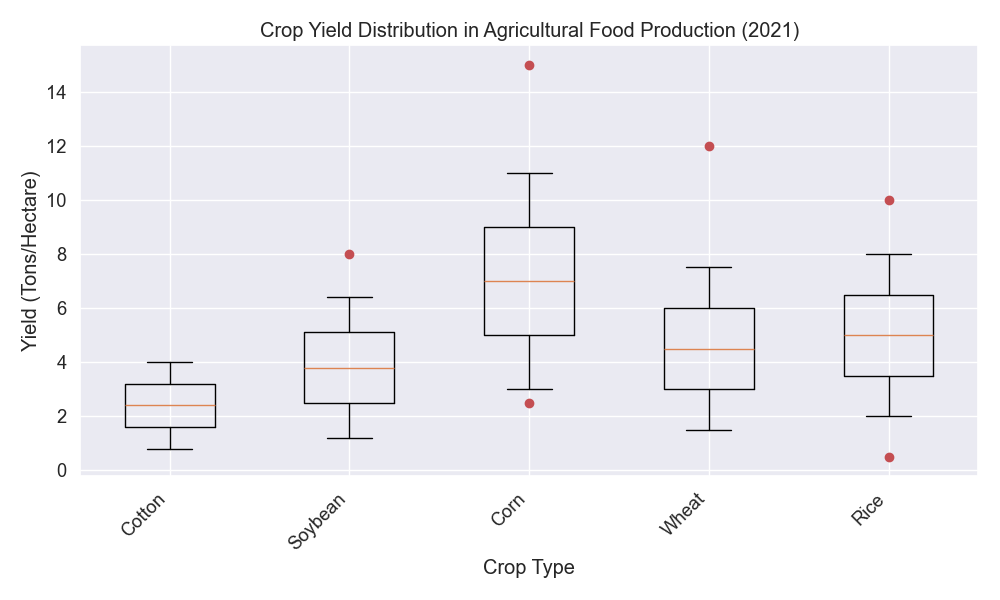 Crop Yield Distribution in Agricultural Food Production (2021)
Yield (Tons/Hectare)
14
12
10
8
6
4
2
0
Cotton
Soybean
Corn
Wheat
Rice
Crop Type